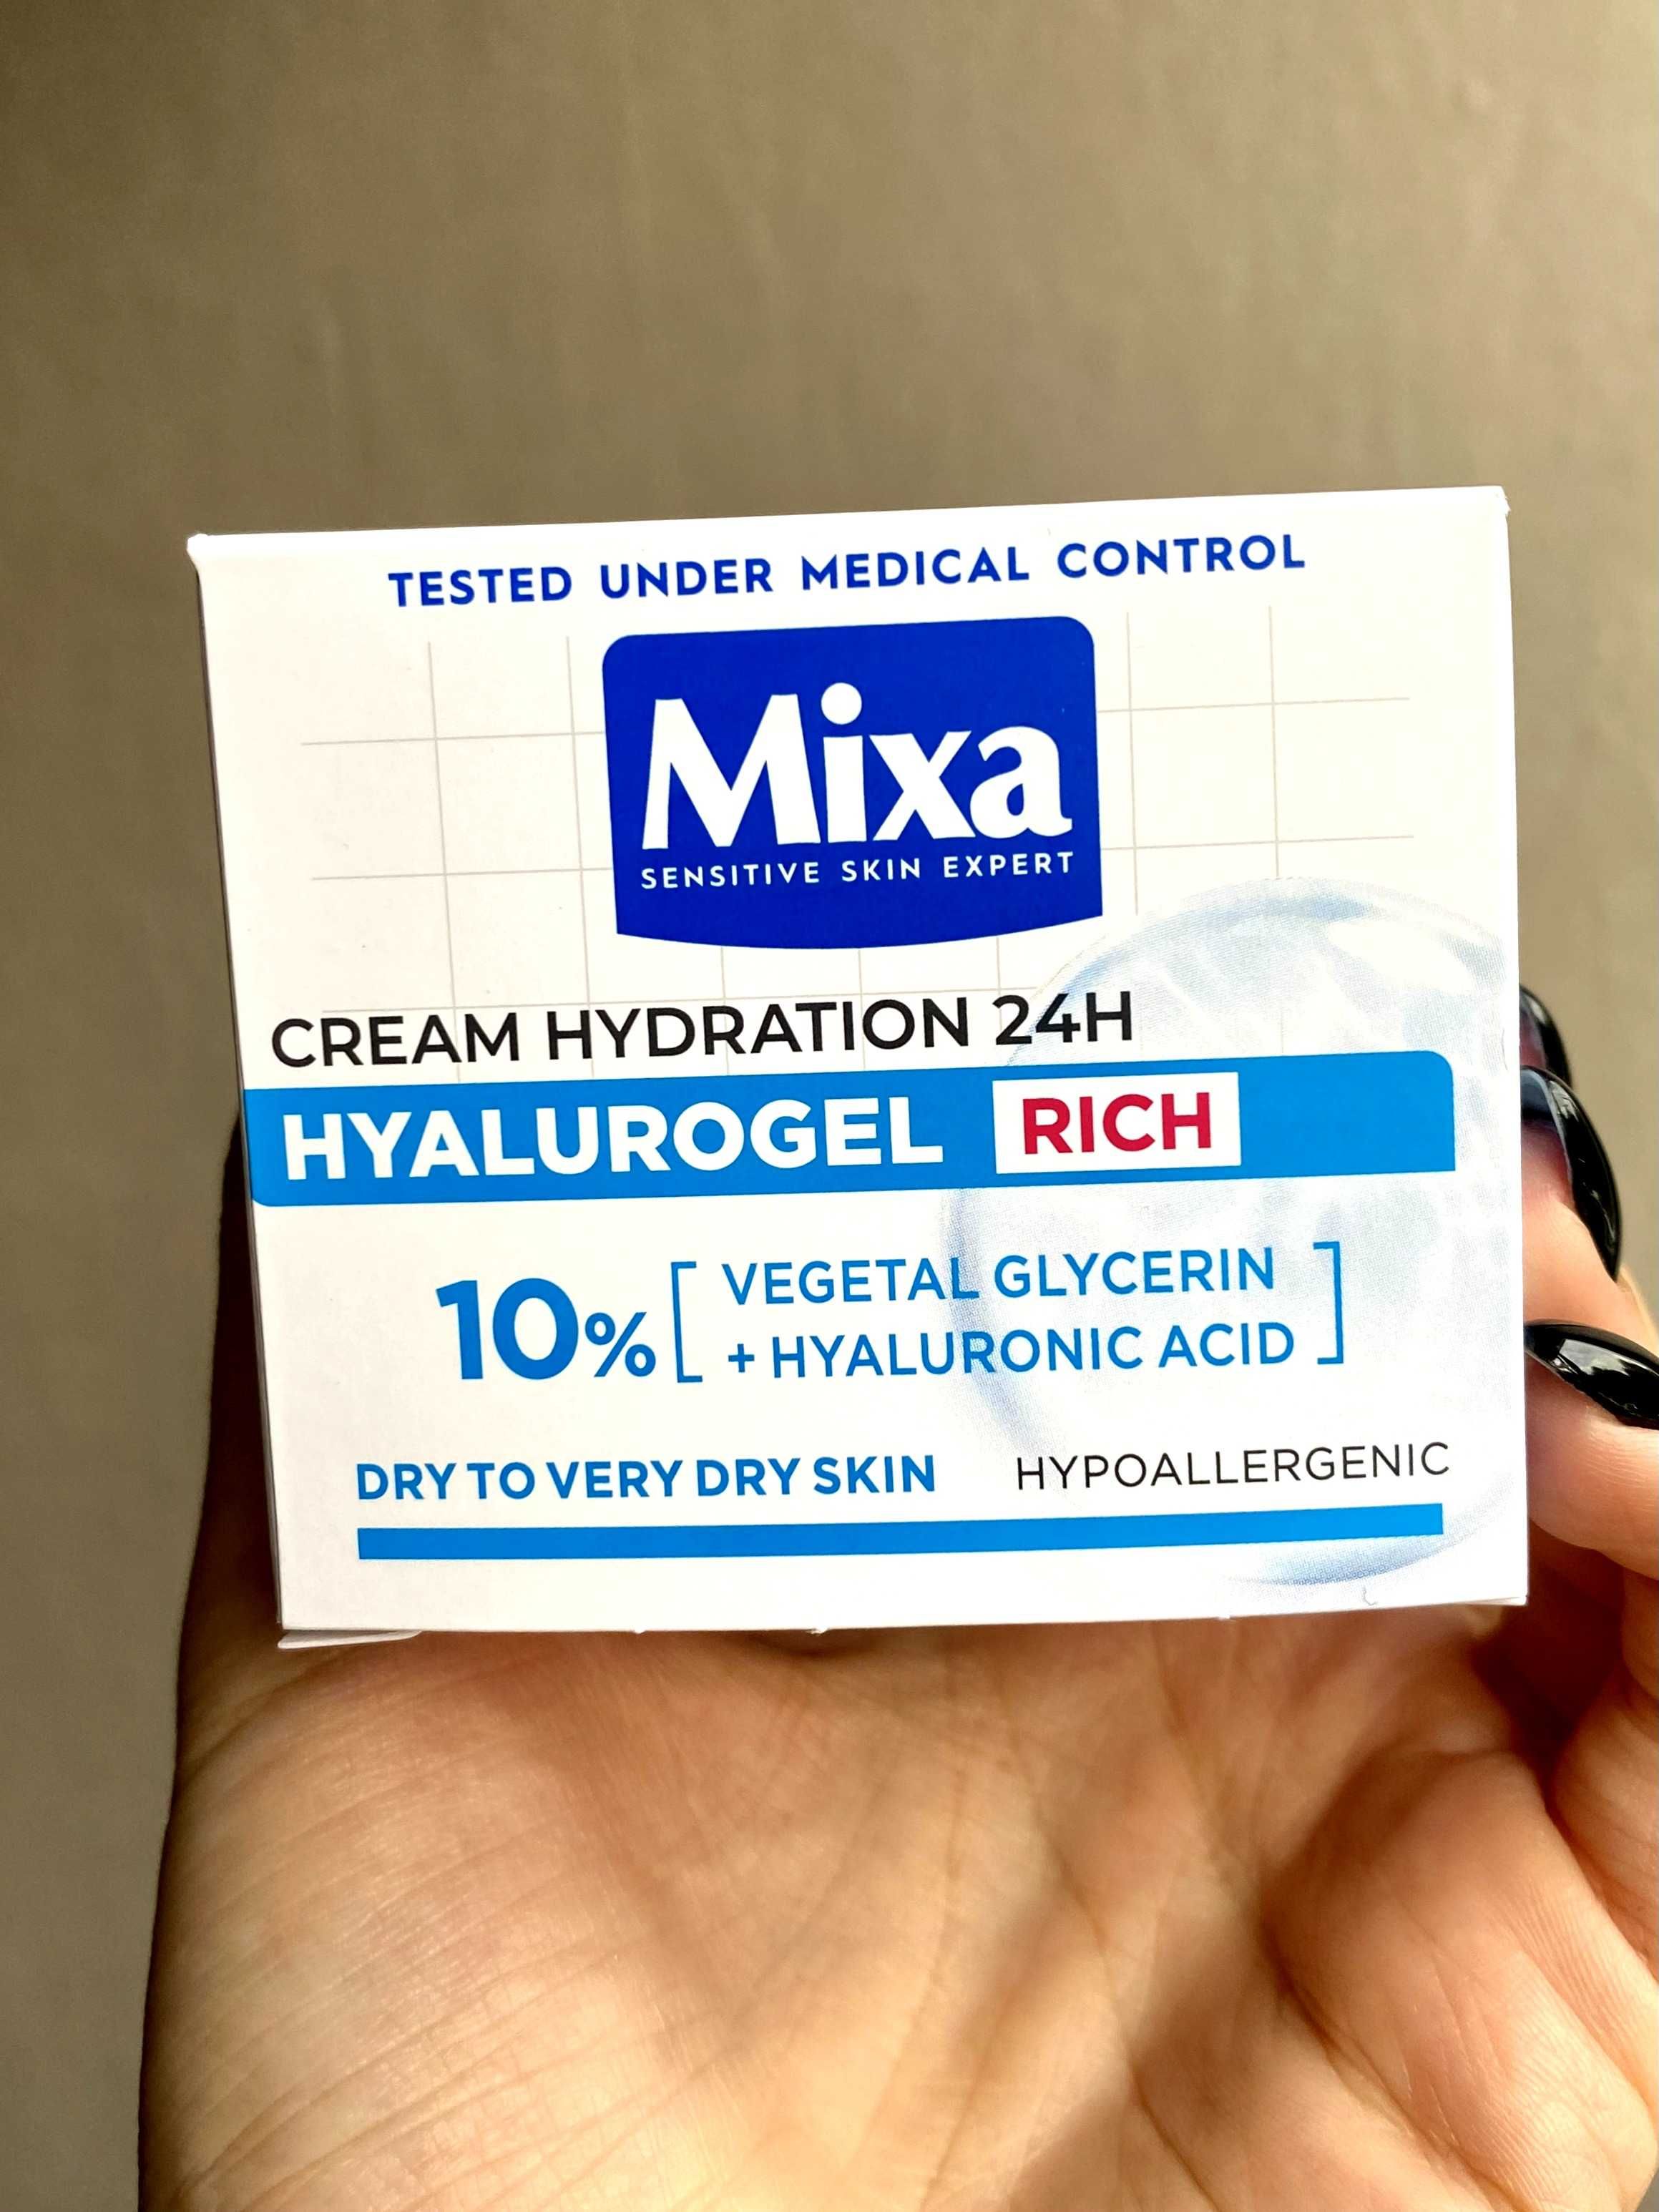 TESTED UNDER MEDICAL CONTROL
Mixa
SENSITIVE SKIN EXPERT
CREAM HYDRATION 24H
HYALUROGEL RICH
10% [ VEGETAL GLYCERIN
+ HYALURONIC ACID ]
DRY TO VERY DRY SKIN HYPOALLERGENIC